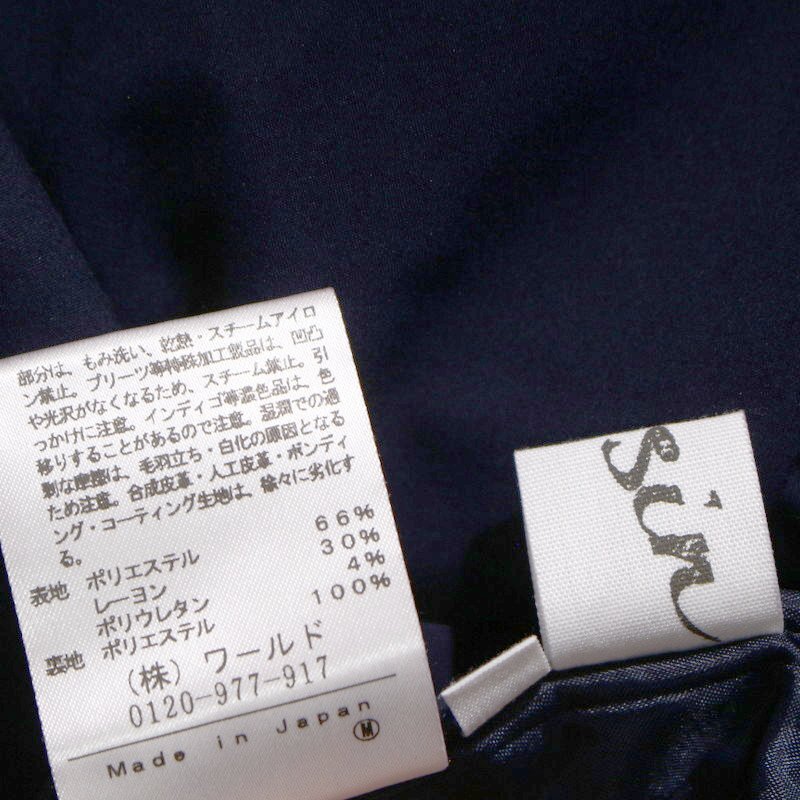 部分は、もみ洗い、乾熱・スチームアイロ
ン禁止。プリーツ等特殊加工製品は、凹凸
や光沢がなくなるため、スチーム禁止。引
っかけに注意。インディゴ等濃色品は、色
移りすることがあるので注意。湿潤での過
剰な摩擦は、毛羽立ち・白化の原因となる
ため注意。合成皮革・人工皮革・ボンディ
ング・コーティング生地は、徐々に劣化す
る。
表地 ポリエステル 66%
レーヨン 30%
ポリウレタン 4%
裏地 ポリエステル 100%
(株) ワールド
0120-977-917
Made in Japan
M
sin